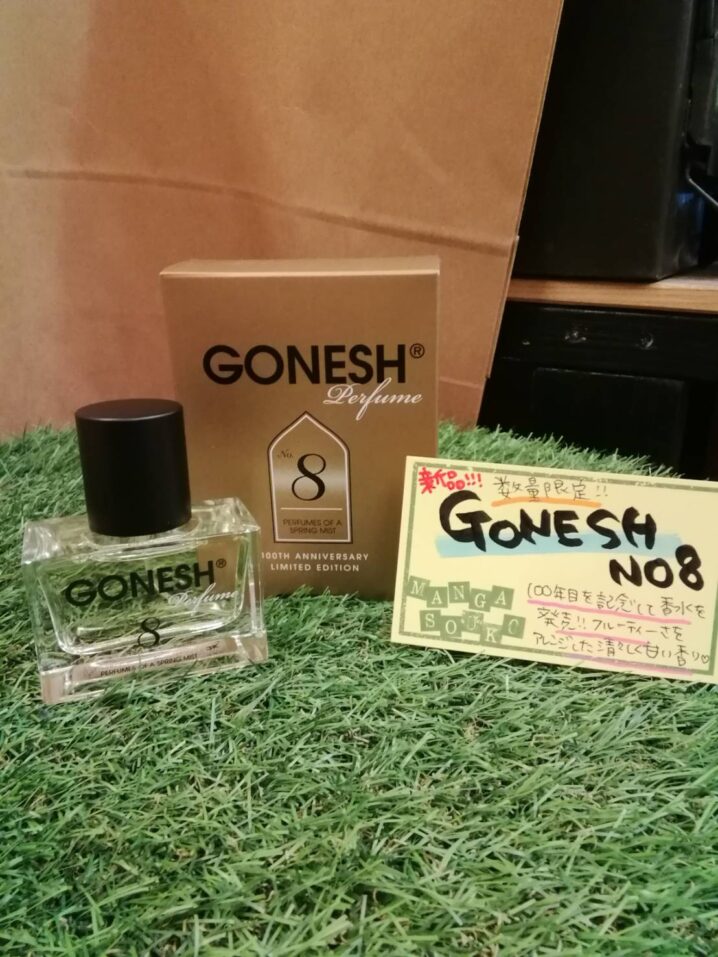 GONESH®
Perfume
No.
8
PERFUMES OF A
SPRING MIST
100TH ANNIVERSARY
LIMITED EDITION
GONESH®
Perfume
8
PERFUMES OF A SPRING MIST
新品!!!
数量限定!!
GONESH
NO8
MANGA
SOUKO
100年目を記念して香水を
発売!! フルーティーさを
アレンジした清々しく甘い香り♡